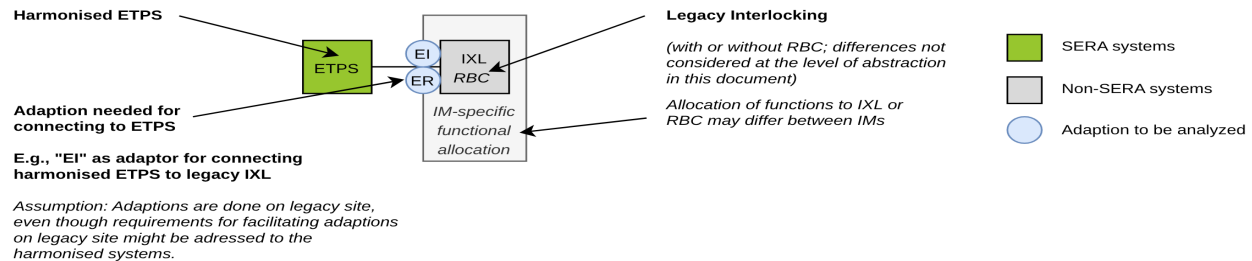 Harmonised ETPS
Adaption needed for
connecting to ETPS
E.g., "EI" as adaptor for connecting
harmonised ETPS to legacy IXL
Assumption: Adaptions are done on legacy site,
even though requirements for facilitating adaptions
on legacy site might be adressed to the
harmonised systems.
ETPS
EI
ER
IXL
RBC
IM-specific
functional
allocation
Legacy Interlocking
(with or without RBC; differences not
considered at the level of abstraction
in this document)
Allocation of functions to IXL or
RBC may differ between IMs
SERA systems
Non-SERA systems
Adaption to be analyzed